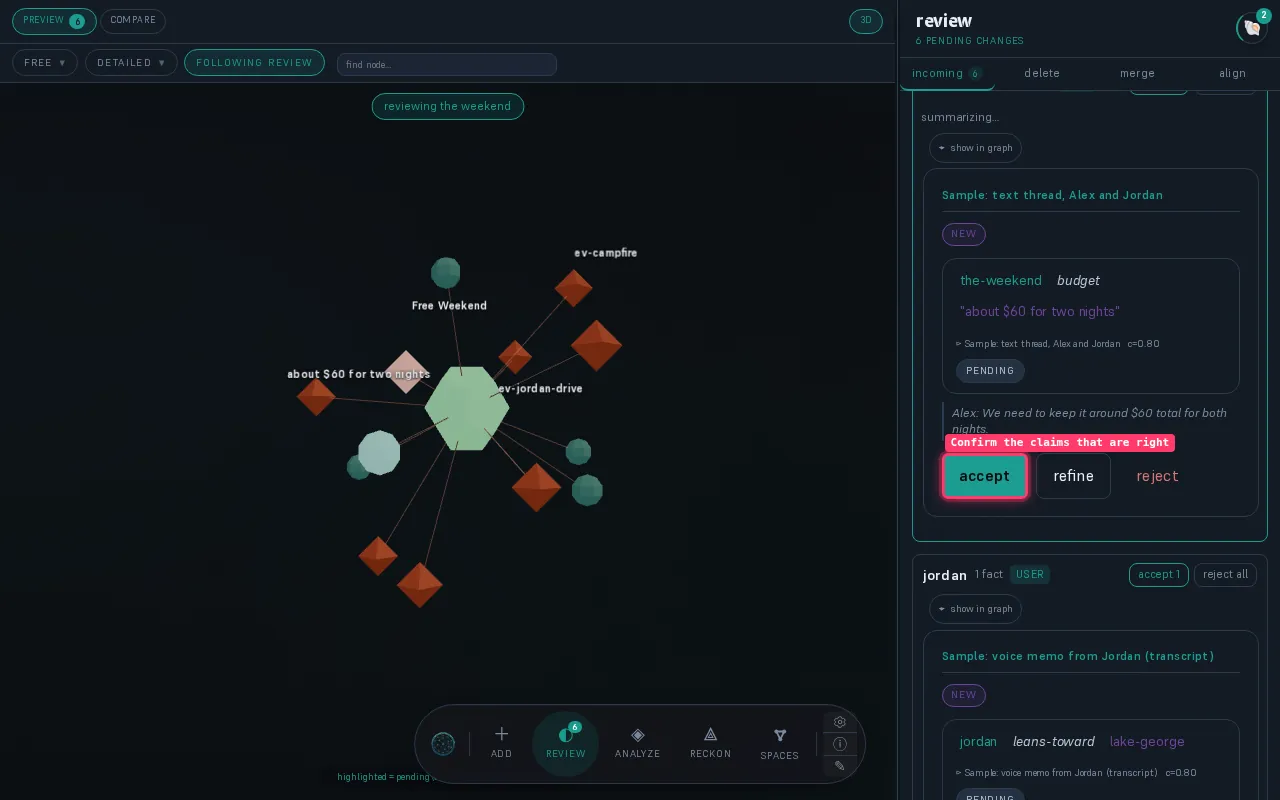 PREVIEW 6 COMPARE
3D
FREE ▾ DETAILED ▾ FOLLOWING REVIEW find node...
reviewing the weekend
ev-campfire
Free Weekend
about $60 for two nights
ev-jordan-drive
highlighted = pending
ADD
6
REVIEW
ANALYZE
RECKON
SPACES
review
6 PENDING CHANGES
2
incoming 6 delete merge align
summarizing...
show in graph
Sample: text thread, Alex and Jordan
NEW
the-weekend budget
"about $60 for two nights"
Sample: text thread, Alex and Jordan c=0.80
PENDING
Alex: We need to keep it around $60 total for both
nights.
Confirm the claims that are right
accept refine reject
jordan 1 fact USER accept 1 reject all
show in graph
Sample: voice memo from Jordan (transcript)
NEW
jordan leans-toward lake-george
Sample: voice memo from Jordan (transcript) c=0.80
PENDING